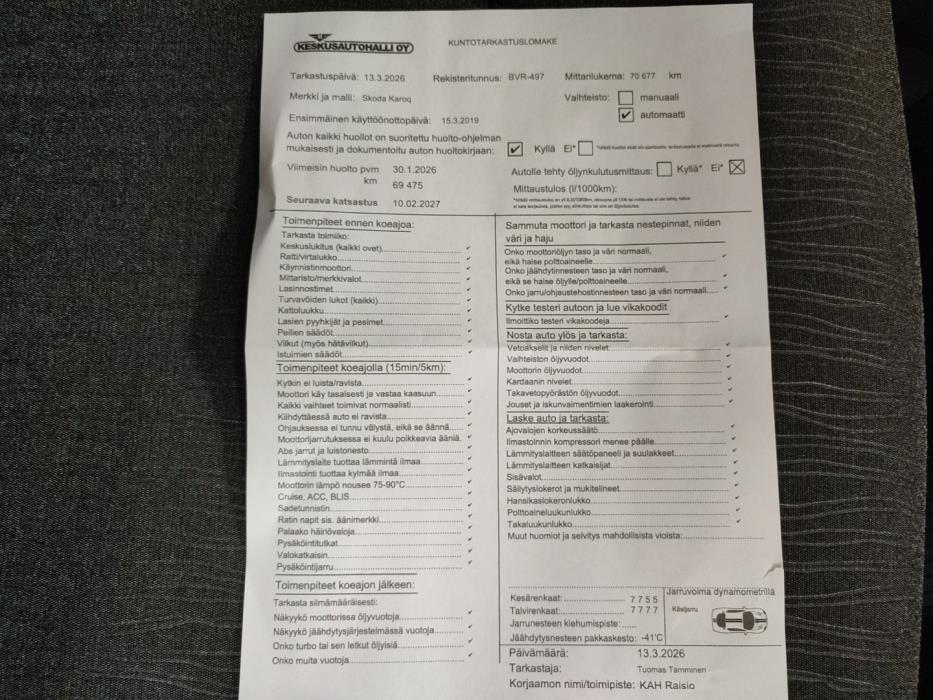 KESKUSAUTOHALLI OY
KUNTOTARKASTUSLOMAKE
Tarkastuspäivä: 13.3.2026 Rekisteritunnus: BVR-497 Mittarilukema: 70 677 km
Merkki ja malli: Skoda Karoq Vaihteisto: manuaali
Ensimmäinen käyttöönottopäivä: 15.3.2019 ✔ automaatti
Auton kaikki huollot on suoritettu huolto-ohjelman
mukaisesti ja dokumentoitu auton huoltokirjaan: ✔ Kyllä Ei*
Viimeisin huolto pvm 30.1.2026
km 69 475
Seuraava katsastus 10.02.2027
Autolle tehty öljynkulutusmittaus: Kyllä* Ei* ☒
Mittaustulos (l/1000km):
Toimenpiteet ennen koeajoa:
Tarkasta toimiiko:
Keskuslukitus (kaikki ovet) ✔
Ratti/virtalukko ✔
Käynnistinmoottori ✔
Mittaristo/merkkivalot ✔
Lasinnostimet ✔
Turvavöiden lukot (kaikki) ✔
Kattoluukku ✔
Lasien pyyhkijät ja pesimet ✔
Peilien säädöt ✔
Vilkut (myös hätävilkut) ✔
Istuimien säädöt ✔
Toimenpiteet koeajolla (15min/5km):
Kytkin ei luista/ravista ✔
Moottori käy tasaisesti ja vastaa kaasuun ✔
Kaikki vaihteet toimivat normaalisti ✔
Kiihdyttäessä auto ei ravista ✔
Ohjauksessa ei tunnu välystä, eikä se äännä ✔
Moottorijarrutuksessa ei kuulu poikkeavia ääniä ✔
Abs jarrut ja luistonesto ✔
Lämmityslaite tuottaa lämmintä ilmaa ✔
Ilmastointi tuottaa kylmää ilmaa ✔
Moottorin lämpö nousee 75-90°C ✔
Cruise, ACC, BLIS ✔
Sadetunnistin ✔
Ratin napit sis. äänimerkki ✔
Palaako häiriövaloja ✔
Pysäköintitutkat ✔
Valokatkaisin ✔
Pysäköintijarru ✔
Toimenpiteet koeajon jälkeen:
Tarkasta silmämääräisesti:
Näkyykö moottorissa öljyvuotoja ✔
Näkyykö jäähdytysjärjestelmässä vuotoja ✔
Onko turbo tai sen letkut öljyisiä ✔
Onko muita vuotoja ✔
Sammuta moottori ja tarkasta nestepinnat, niiden
väri ja haju
Onko moottoriöljyn taso ja väri normaali,
eikä haise polttoaineelle ✔
Onko jäähdytinnesteen taso ja väri normaali,
eikä se haise öljylle/polttoaineelle ✔
Onko jarru/ohjaustehostinnesteen taso ja väri normaali ✔
Kytke testeri autoon ja lue vikakoodit
Ilmoittiko testeri vikakoodeja ✔
Nosta auto ylös ja tarkasta:
Vetoakselit ja niiden nivelet ✔
Vaihteiston öljyvuodot ✔
Moottorin öljyvuodot ✔
Kardaanin nivelet ✔
Takavetopyörästön öljyvuodot ✔
Jouset ja iskunvaimentimien laakerointi ✔
Laske auto ja tarkasta:
Ajovalojen korkeussäätö ✔
Ilmastoinnin kompressori menee päälle ✔
Lämmityslaitteen säätöpaneeli ja suulakkeet ✔
Lämmityslaitteen katkaisijat ✔
Sisävalot ✔
Säilytyslokerot ja mukitelineet ✔
Hansikaslokeronlukko ✔
Polttoaineluukunlukko ✔
Takaluukunlukko ✔
Muut huomiot ja selvitys mahdollisista vioista:
Kesärenkaat: 7 7 5 5
Talvirenkaat: 7 7 7 7
Jarrunesteen kiehumispiste:
Jäähdytysnesteen pakkaskesto: -41°C
Jarruvoima dynamometrillä
Käsijarru
Päivämäärä: 13.3.2026
Tarkastaja: Tuomas Tamminen
Korjaamon nimi/toimipiste: KAH Raisio